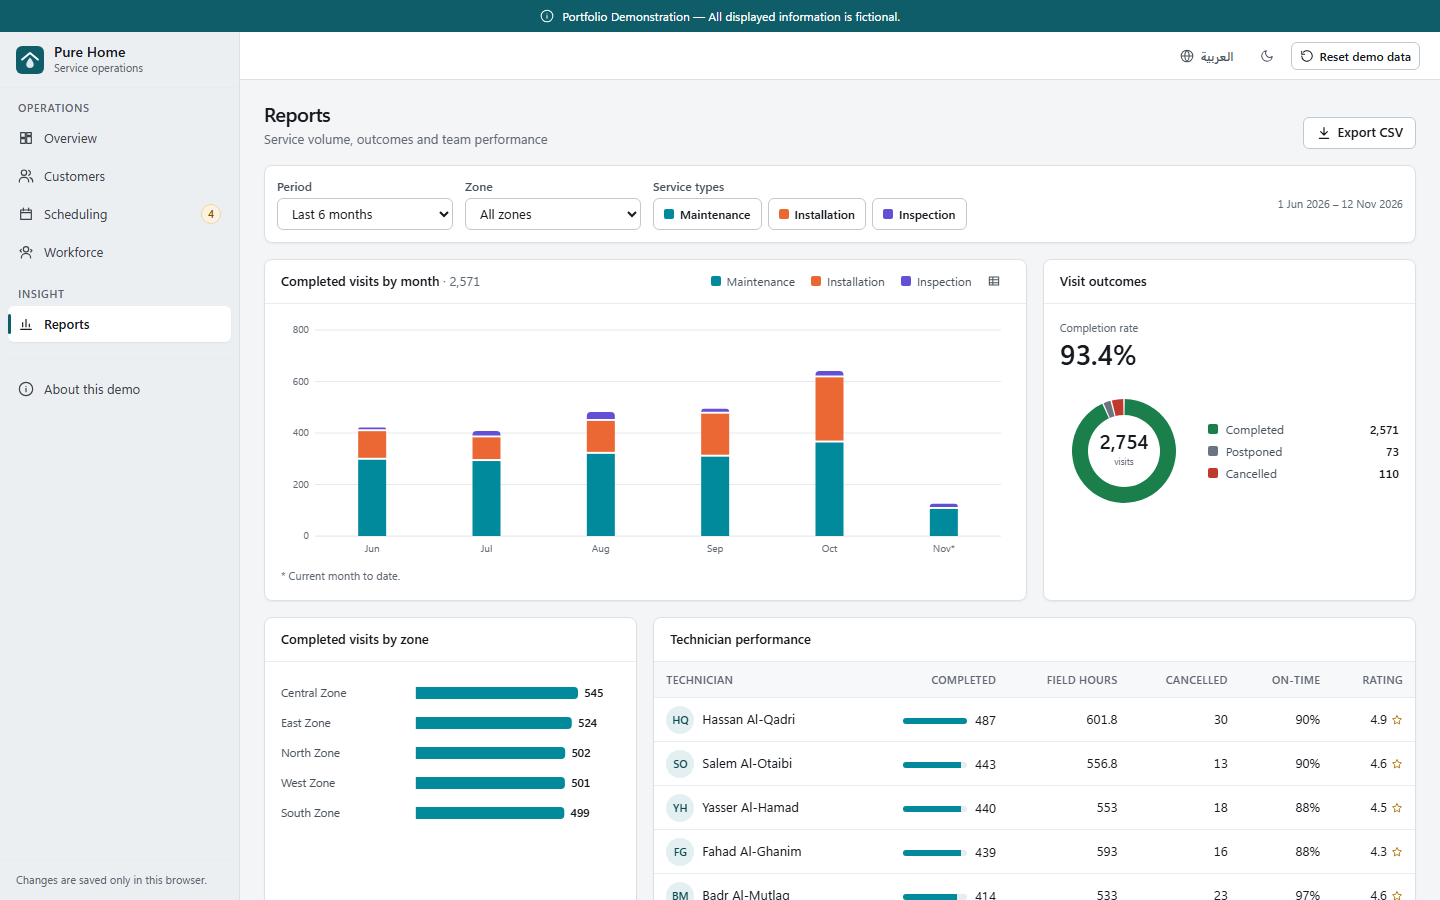 Portfolio Demonstration — All displayed information is fictional.
Pure Home
Service operations
العربية
Reset demo data
OPERATIONS
Overview
Customers
Scheduling 4
Workforce
INSIGHT
Reports
About this demo
Changes are saved only in this browser.
Reports
Service volume, outcomes and team performance
Export CSV
Period
Last 6 months
Zone
All zones
Service types
Maintenance Installation Inspection
1 Jun 2026 – 12 Nov 2026
Completed visits by month · 2,571
Maintenance Installation Inspection
800
600
400
200
0
Jun Jul Aug Sep Oct Nov*
* Current month to date.
Visit outcomes
Completion rate
93.4%
2,754
visits
Completed 2,571
Postponed 73
Cancelled 110
Completed visits by zone
Central Zone 545
East Zone 524
North Zone 502
West Zone 501
South Zone 499
Technician performance
TECHNICIAN COMPLETED FIELD HOURS CANCELLED ON-TIME RATING
HQ Hassan Al-Qadri 487 601.8 30 90% 4.9
SO Salem Al-Otaibi 443 556.8 13 90% 4.6
YH Yasser Al-Hamad 440 553 18 88% 4.5
FG Fahad Al-Ghanim 439 593 16 88% 4.3
BM Badr Al-Mutlaq 414 533 23 97% 4.6